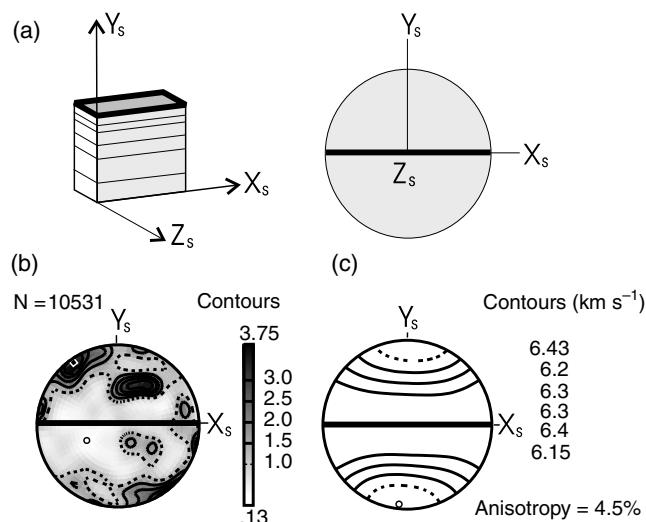 (a)
Yₛ
Xₛ
Zₛ
Yₛ
Xₛ
Zₛ
(b)
N =10531
Contours
Yₛ
Xₛ
3.75
3.0
2.5
2.0
1.5
1.0
.13
(c)
Contours (km s⁻¹)
Yₛ
Xₛ
6.43
6.2
6.3
6.3
6.4
6.15
Anisotropy = 4.5%